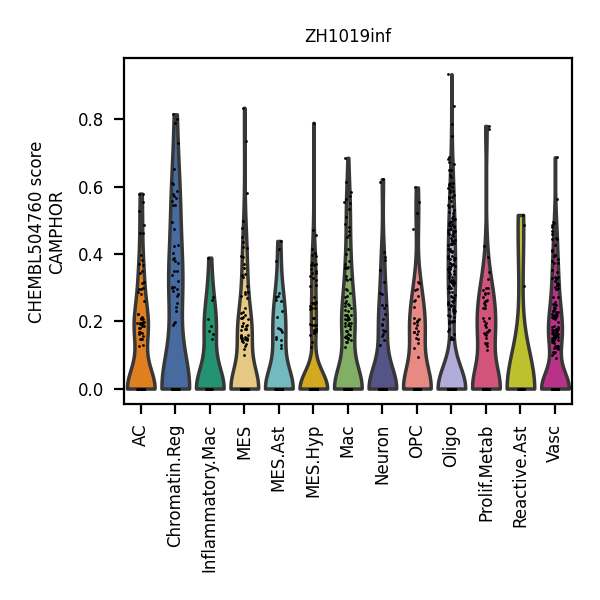 ZH1019inf
CHEMBL504760 score
CAMPHOR
0.8
0.6
0.4
0.2
0.0
AC
Chromatin.Reg
Inflammatory.Mac
MES
MES.Ast
MES.Hyp
Mac
Neuron
OPC
Oligo
Prolif.Metab
Reactive.Ast
Vasc